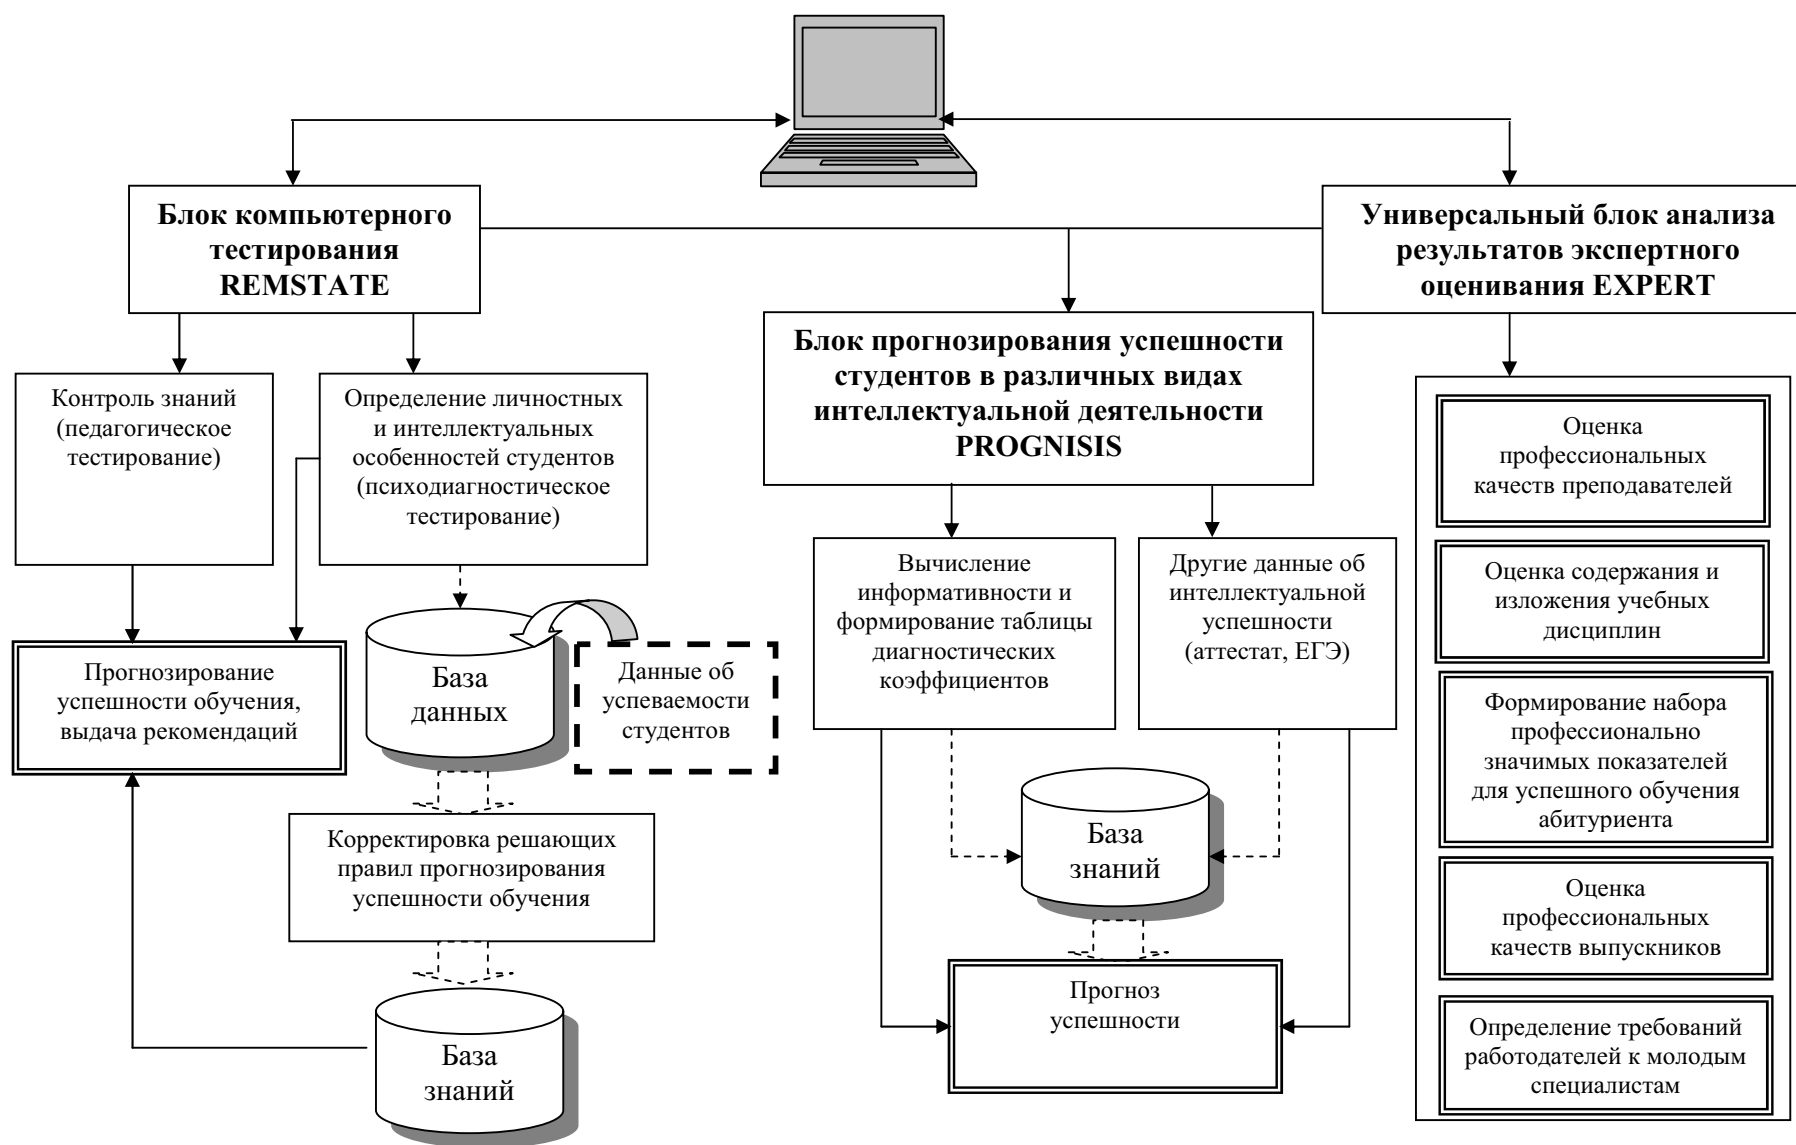 Блок компьютерного
тестирования
REMSTATE
Универсальный блок анализа
результатов экспертного
оценивания EXPERT
Блок прогнозирования успешности
студентов в различных видах
интеллектуальной деятельности
PROGNISIS
Контроль знаний
(педагогическое
тестирование)
Определение личностных
и интеллектуальных
особенностей студентов
(психодиагностическое
тестирование)
Прогнозирование
успешности обучения,
выдача рекомендаций
База
данных
Данные об
успеваемости
студентов
Корректировка решающих
правил прогнозирования
успешности обучения
База
знаний
Вычисление
информативности и
формирование таблицы
диагностических
коэффициентов
Другие данные об
интеллектуальной
успешности
(аттестат, ЕГЭ)
База
знаний
Прогноз
успешности
Оценка
профессиональных
качеств преподавателей
Оценка содержания и
изложения учебных
дисциплин
Формирование набора
профессионально
значимых показателей
для успешного обучения
абитуриента
Оценка
профессиональных
качеств выпускников
Определение требований
работодателей к молодым
специалистам